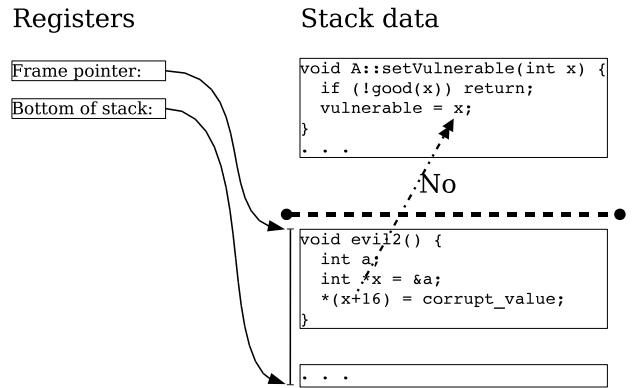 Registers
Stack data
Frame pointer:
Bottom of stack:
void A::setVulnerable(int x) {
  if (!good(x)) return;
  vulnerable = x;
}
. . .
No
void evil2() {
  int a;
  int *x = &a;
  *(x+16) = corrupt_value;
}
. . .